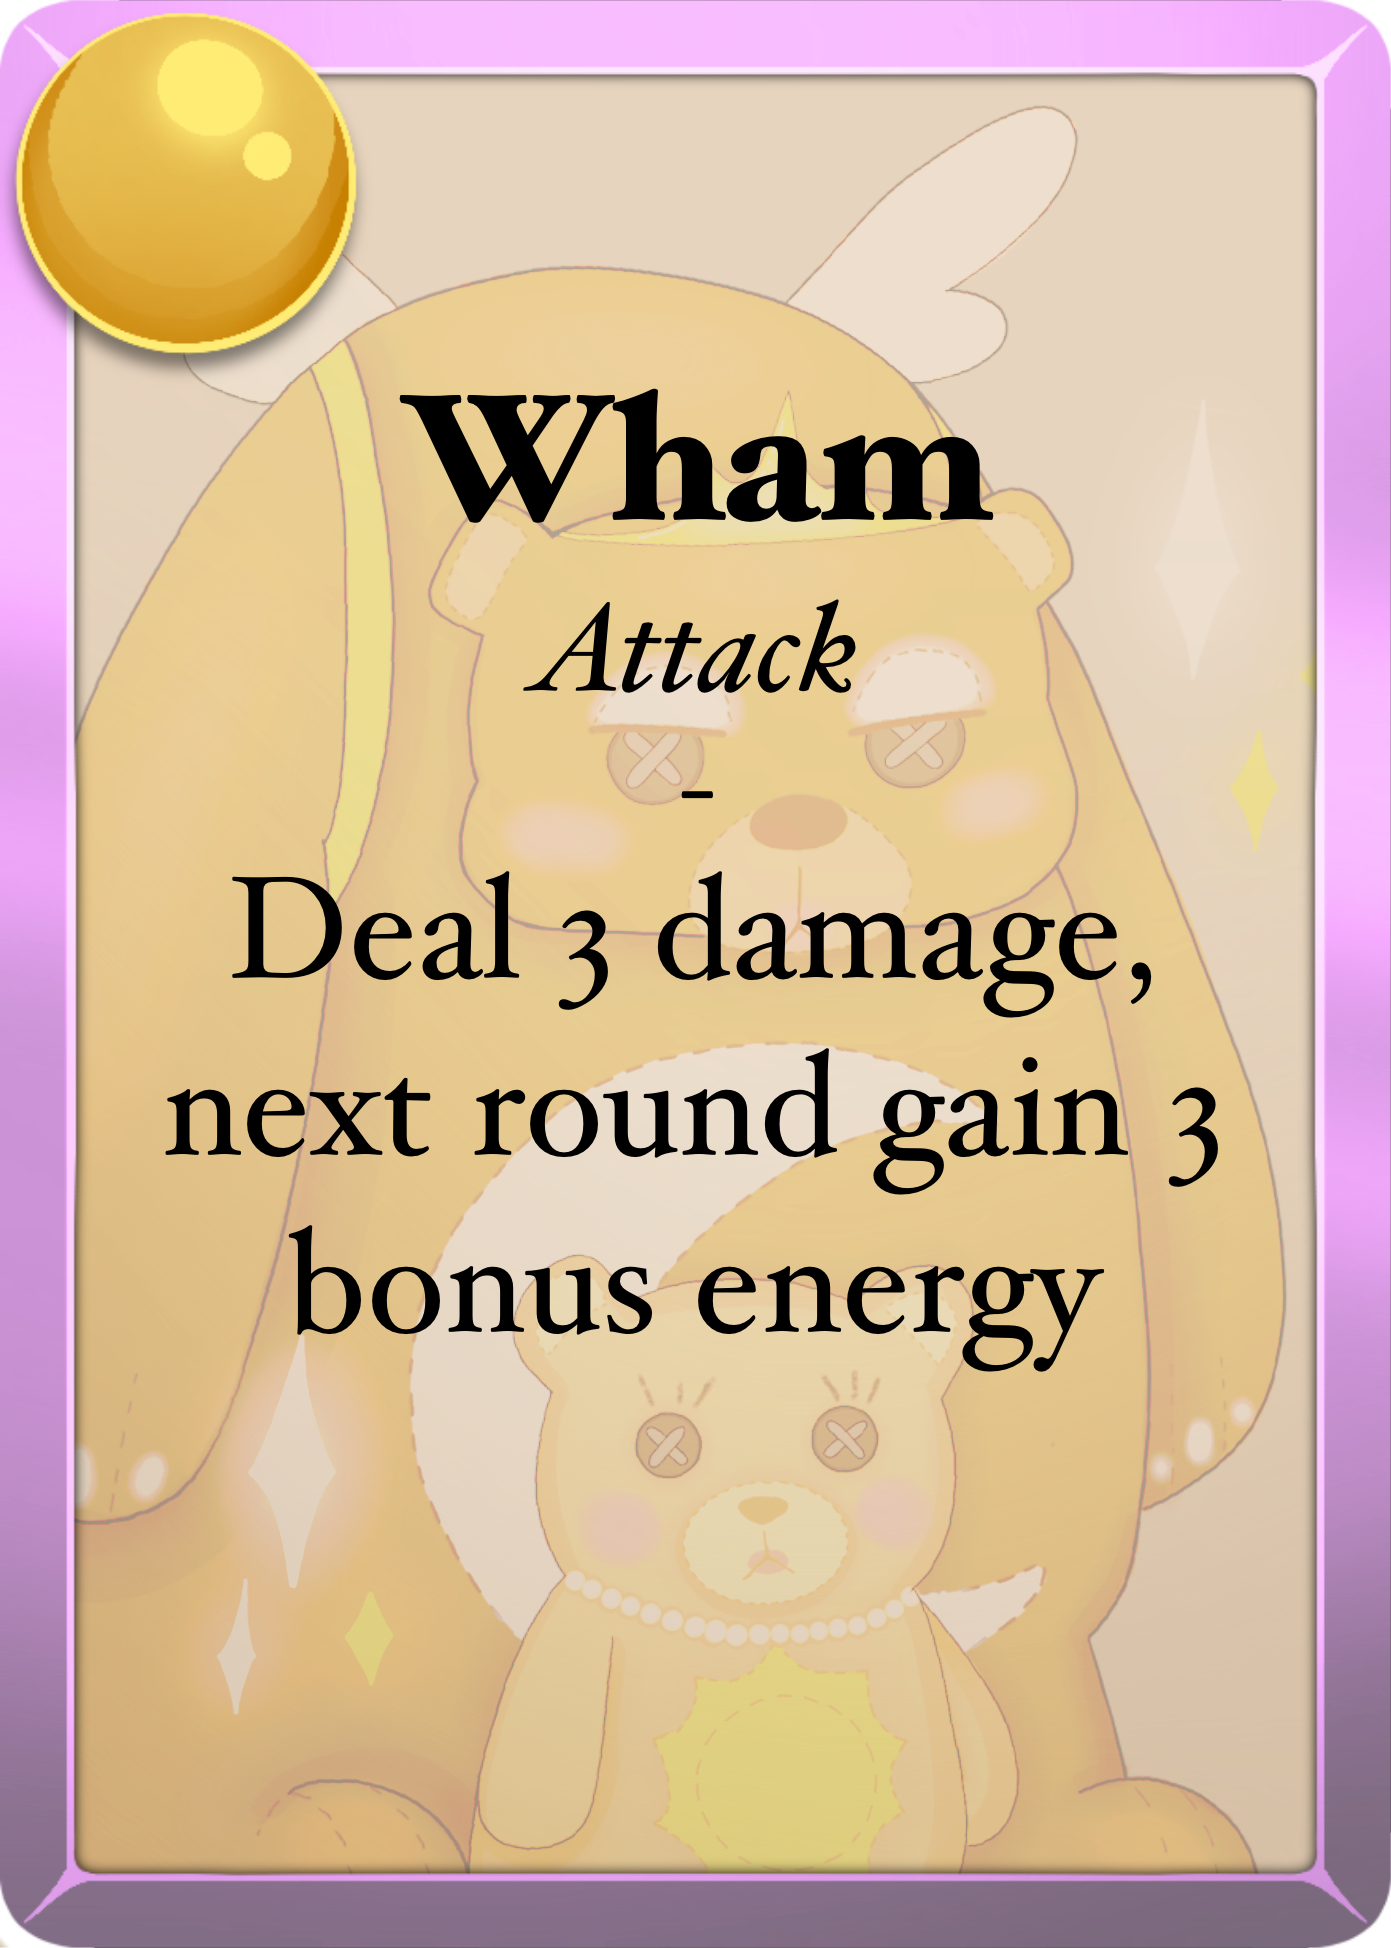 Wham
Attack
-
Deal 3 damage,
next round gain 3
bonus energy